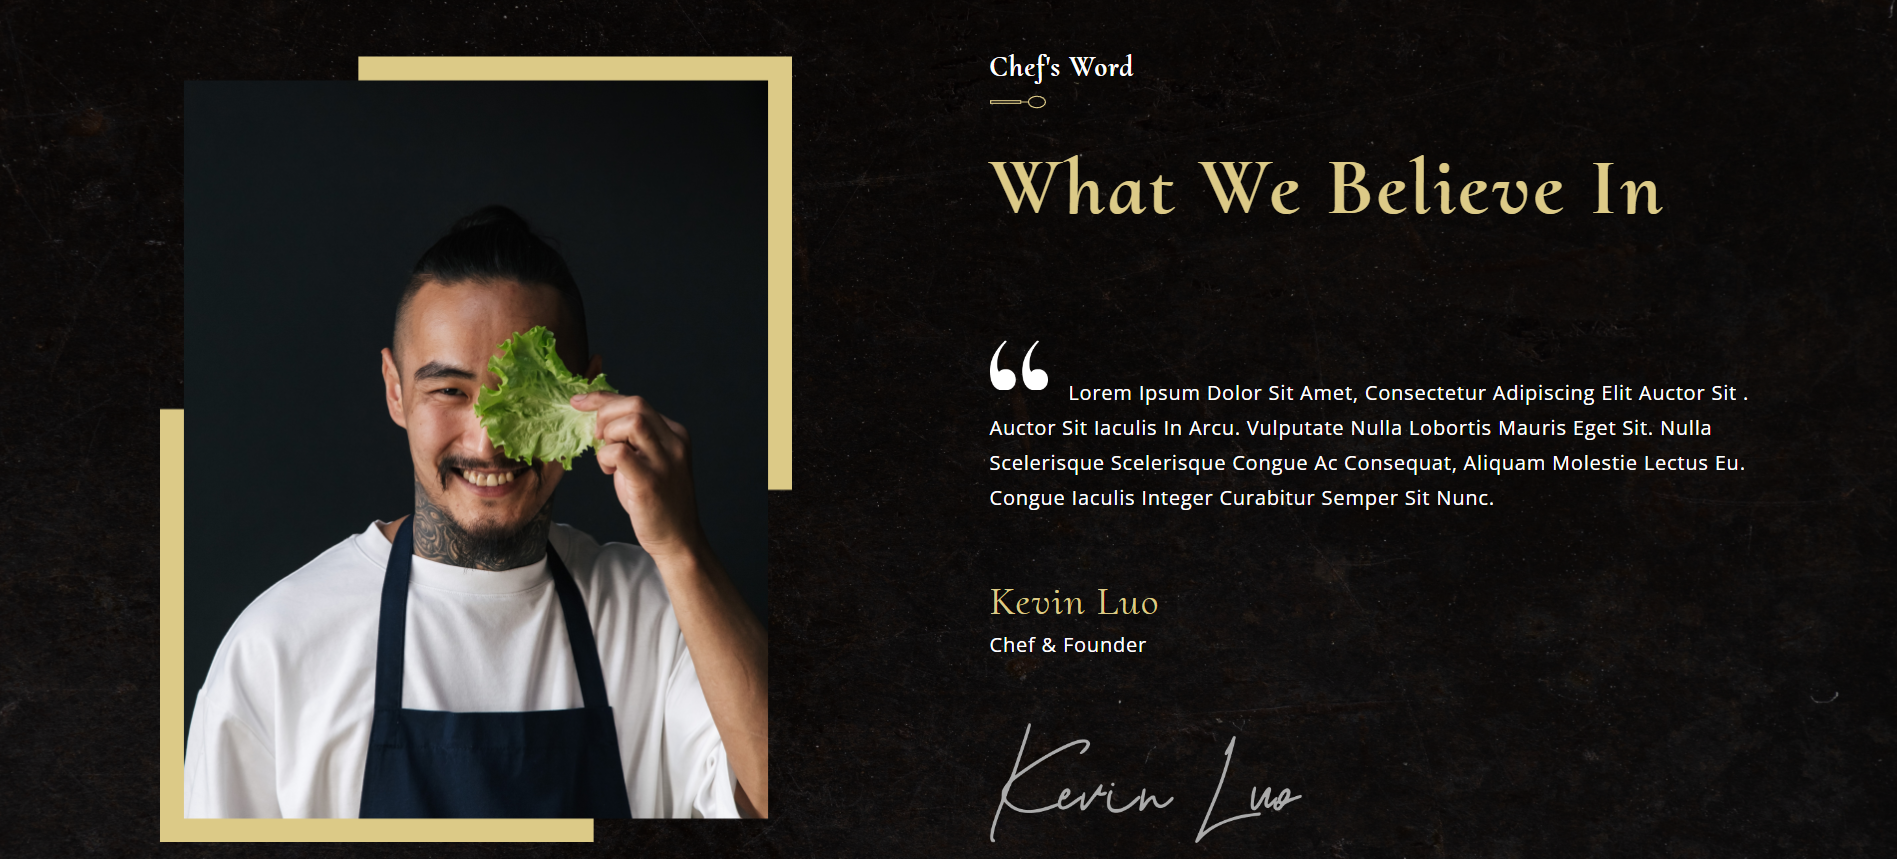 Chef's Word
What We Believe In
“ Lorem Ipsum Dolor Sit Amet, Consectetur Adipiscing Elit Auctor Sit .
Auctor Sit Iaculis In Arcu. Vulputate Nulla Lobortis Mauris Eget Sit. Nulla
Scelerisque Scelerisque Congue Ac Consequat, Aliquam Molestie Lectus Eu.
Congue Iaculis Integer Curabitur Semper Sit Nunc.
Kevin Luo
Chef & Founder
Kevin Luo